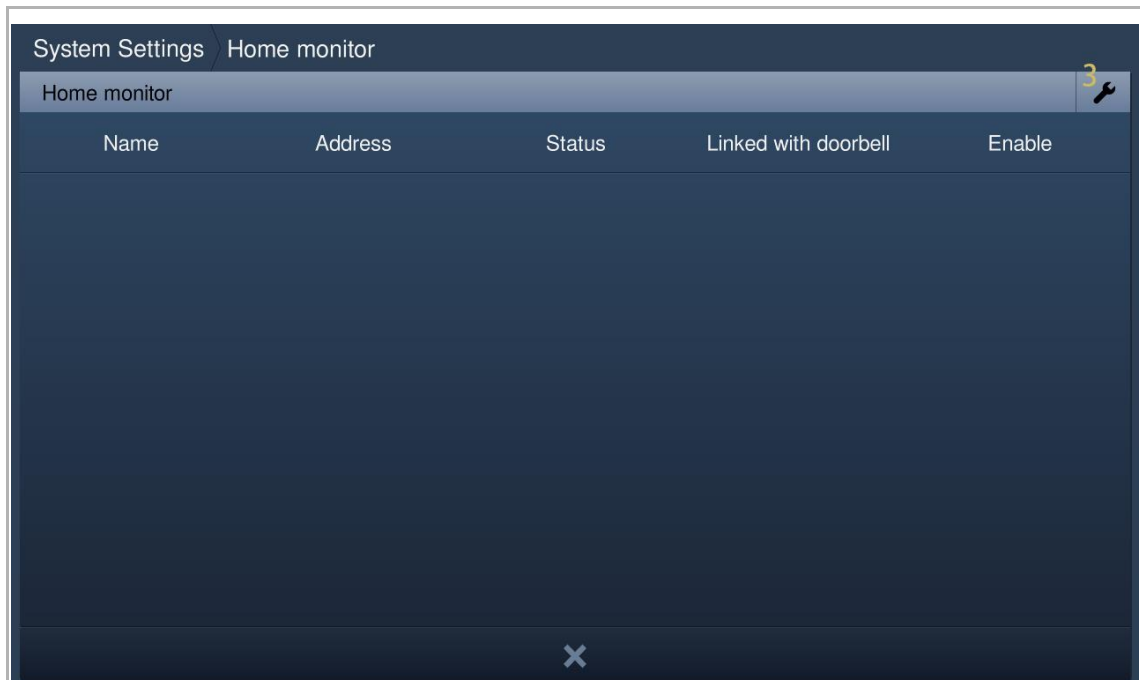 System Settings Home monitor
3
Home monitor
Name Address Status Linked with doorbell Enable